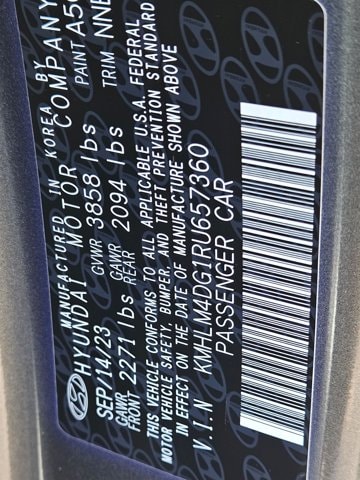 MANUFACTURED IN KOREA BY
HYUNDAI MOTOR COMPANY
SEP/14/23 GVWR 3858 lbs PAINT A5
GAWR FRONT 2271 lbs GAWR REAR 2094 lbs TRIM NNB
THIS VEHICLE CONFORMS TO ALL APPLICABLE U.S.A. FEDERAL
MOTOR VEHICLE SAFETY, BUMPER, AND THEFT PREVENTION STANDARD
IN EFFECT ON THE DATE OF MANUFACTURE SHOWN ABOVE
V.I.N KMHLM4DG1RU657360
PASSENGER CAR